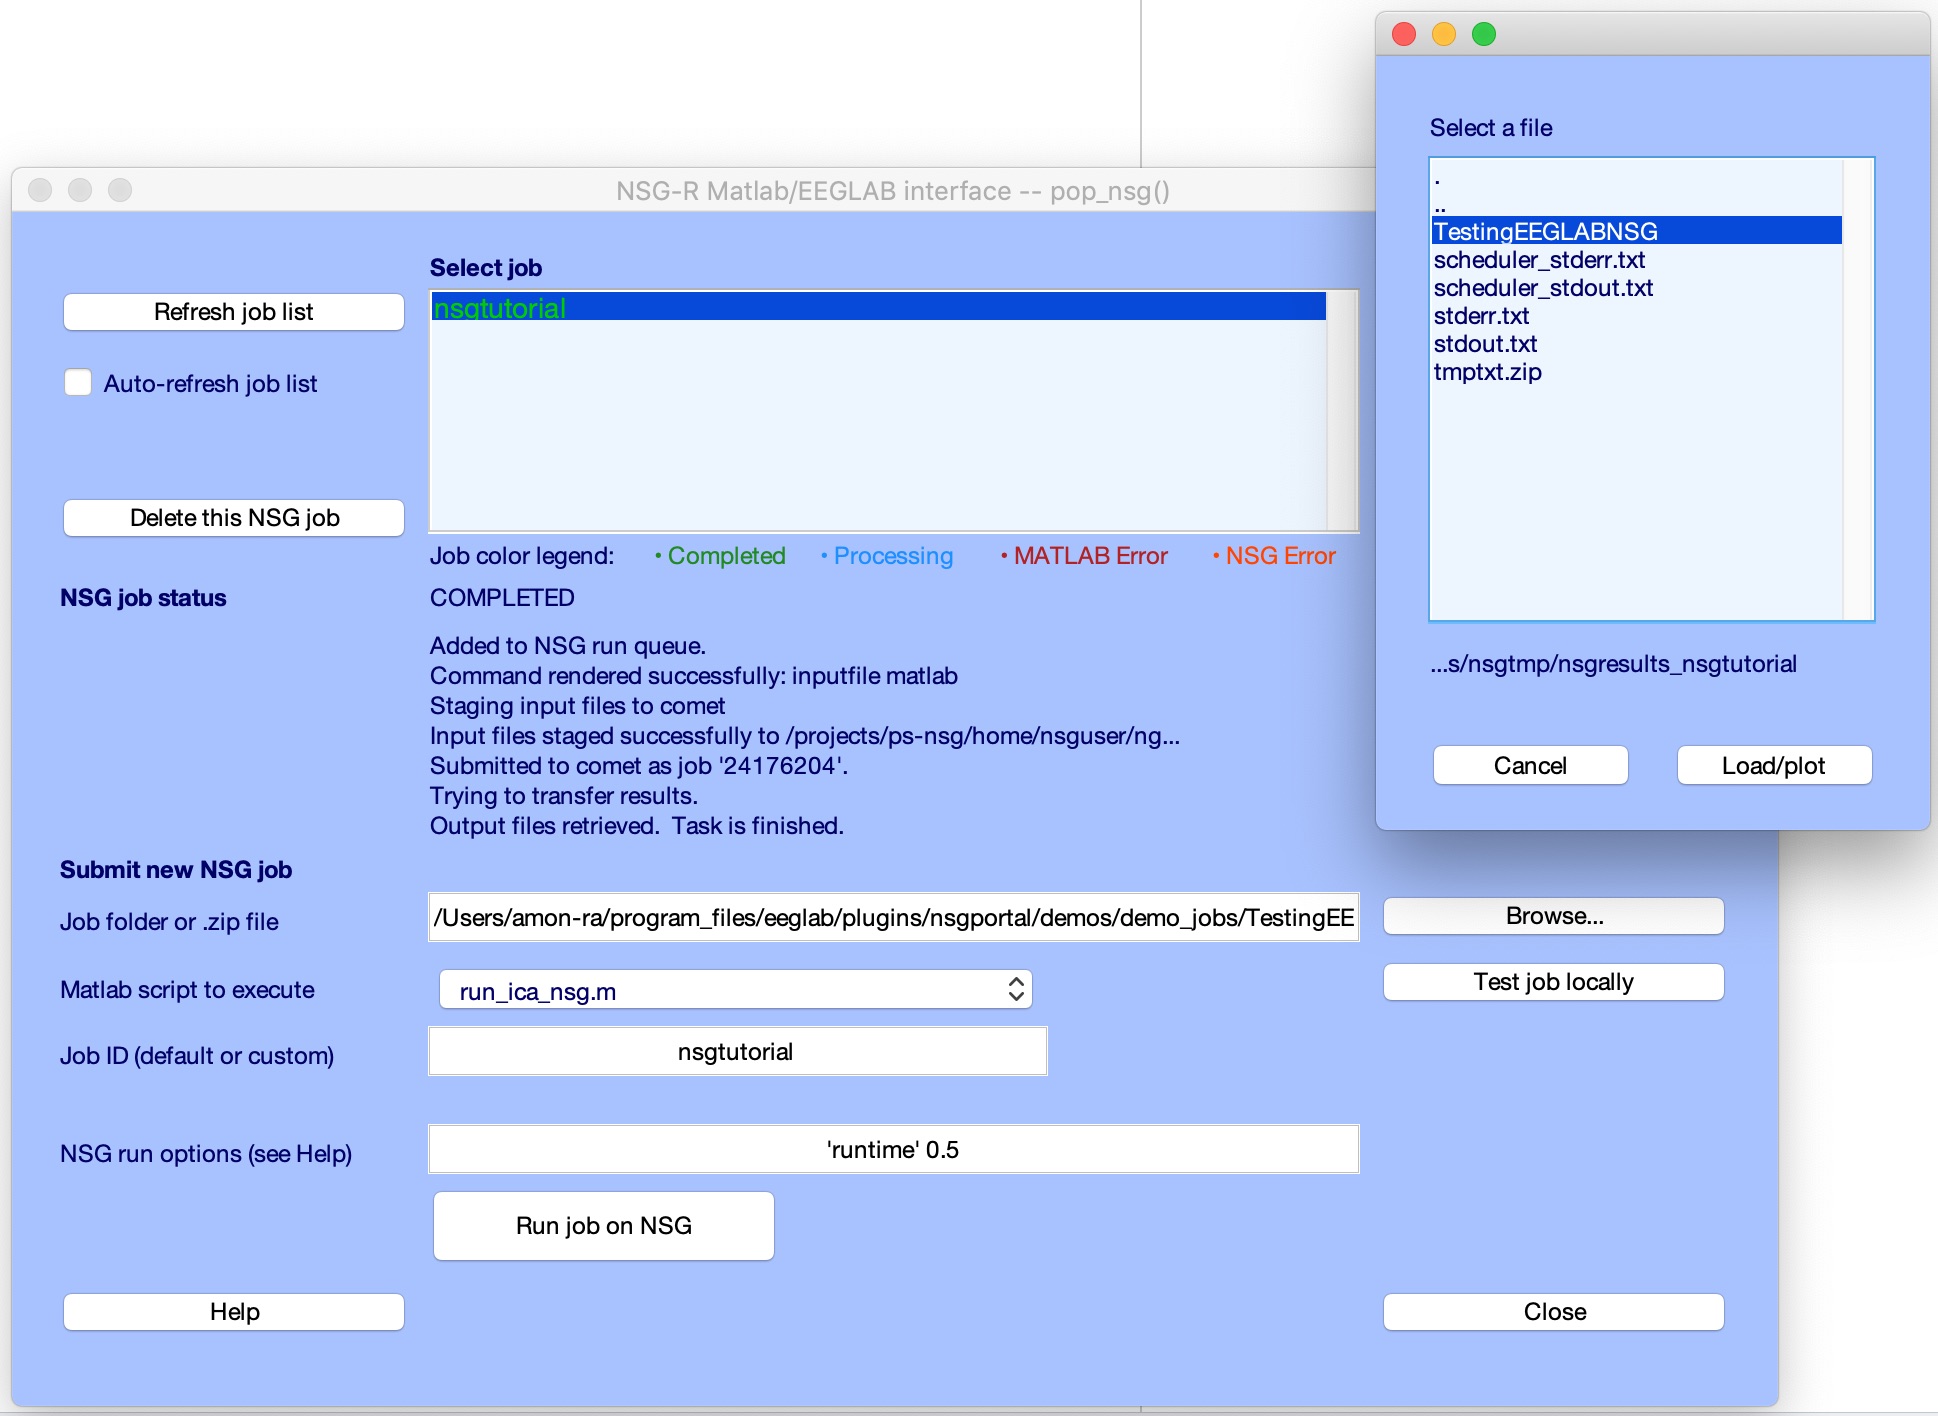 NSG-R Matlab/EEGLAB interface -- pop_nsg()
Select job
Refresh job list
nsgtutorial
Auto-refresh job list
Delete this NSG job
Job color legend: • Completed • Processing • MATLAB Error • NSG Error
NSG job status COMPLETED
Added to NSG run queue.
Command rendered successfully: inputfile matlab
Staging input files to comet
Input files staged successfully to /projects/ps-nsg/home/nsguser/ng...
Submitted to comet as job '24176204'.
Trying to transfer results.
Output files retrieved.  Task is finished.
Submit new NSG job
Job folder or .zip file /Users/amon-ra/program_files/eeglab/plugins/nsgportal/demos/demo_jobs/TestingEE Browse...
Matlab script to execute run_ica_nsg.m Test job locally
Job ID (default or custom) nsgtutorial
NSG run options (see Help) 'runtime' 0.5
Run job on NSG
Help Close
Select a file
.
..
TestingEEGLABNSG
scheduler_stderr.txt
scheduler_stdout.txt
stderr.txt
stdout.txt
tmptxt.zip
...s/nsgtmp/nsgresults_nsgtutorial
Cancel Load/plot